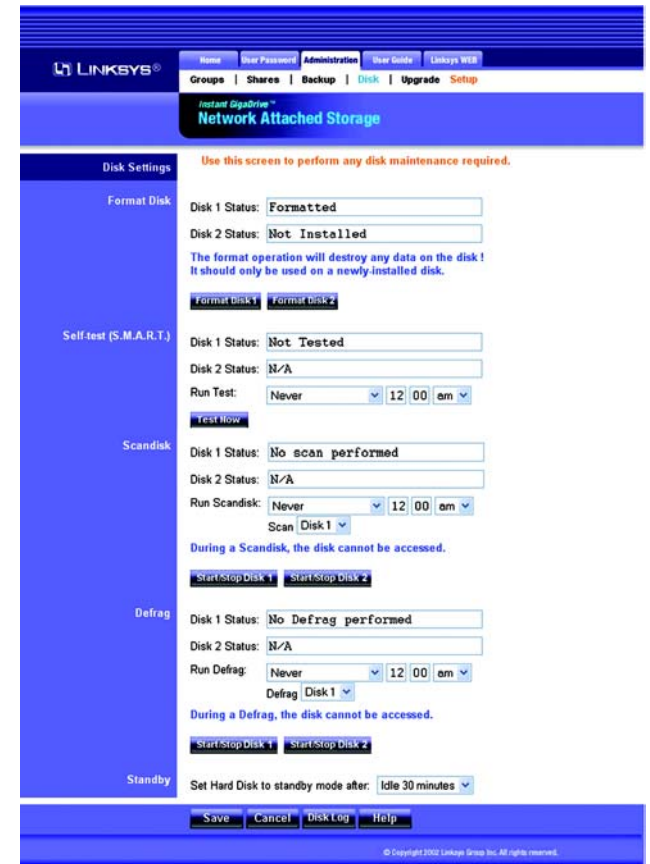 LINKSYS®
Home User Password Administration User Guide Linksys WEB
Groups | Shares | Backup | Disk | Upgrade Setup
Instant GigaDrive™
Network Attached Storage
Disk Settings
Use this screen to perform any disk maintenance required.
Format Disk
Disk 1 Status: Formatted
Disk 2 Status: Not Installed
The format operation will destroy any data on the disk !
It should only be used on a newly-installed disk.
Format Disk 1 Format Disk 2
Self-test (S.M.A.R.T.)
Disk 1 Status: Not Tested
Disk 2 Status: N/A
Run Test: Never 12 00 am
Test Now
Scandisk
Disk 1 Status: No scan performed
Disk 2 Status: N/A
Run Scandisk: Never 12 00 am
Scan Disk 1
During a Scandisk, the disk cannot be accessed.
Start/Stop Disk 1 Start/Stop Disk 2
Defrag
Disk 1 Status: No Defrag performed
Disk 2 Status: N/A
Run Defrag: Never 12 00 am
Defrag Disk 1
During a Defrag, the disk cannot be accessed.
Start/Stop Disk 1 Start/Stop Disk 2
Standby
Set Hard Disk to standby mode after: Idle 30 minutes
Save Cancel Disk Log Help
© Copyright 2002 Linksys Group Inc. All rights reserved.